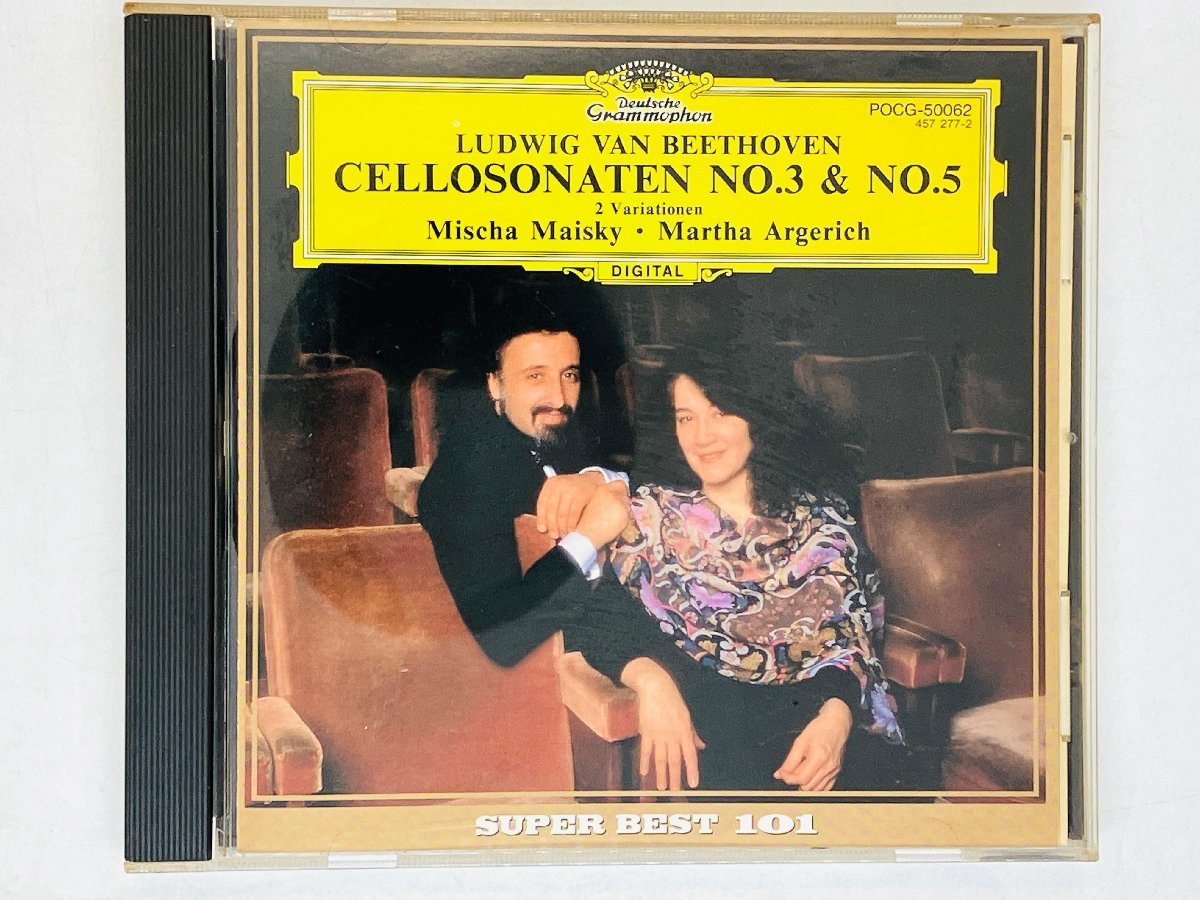 Deutsche
Grammophon
POCG-50062
457 277-2
LUDWIG VAN BEETHOVEN
CELLOSONATEN NO.3 & NO.5
2 Variationen
Mischa Maisky · Martha Argerich
DIGITAL
SUPER BEST 101